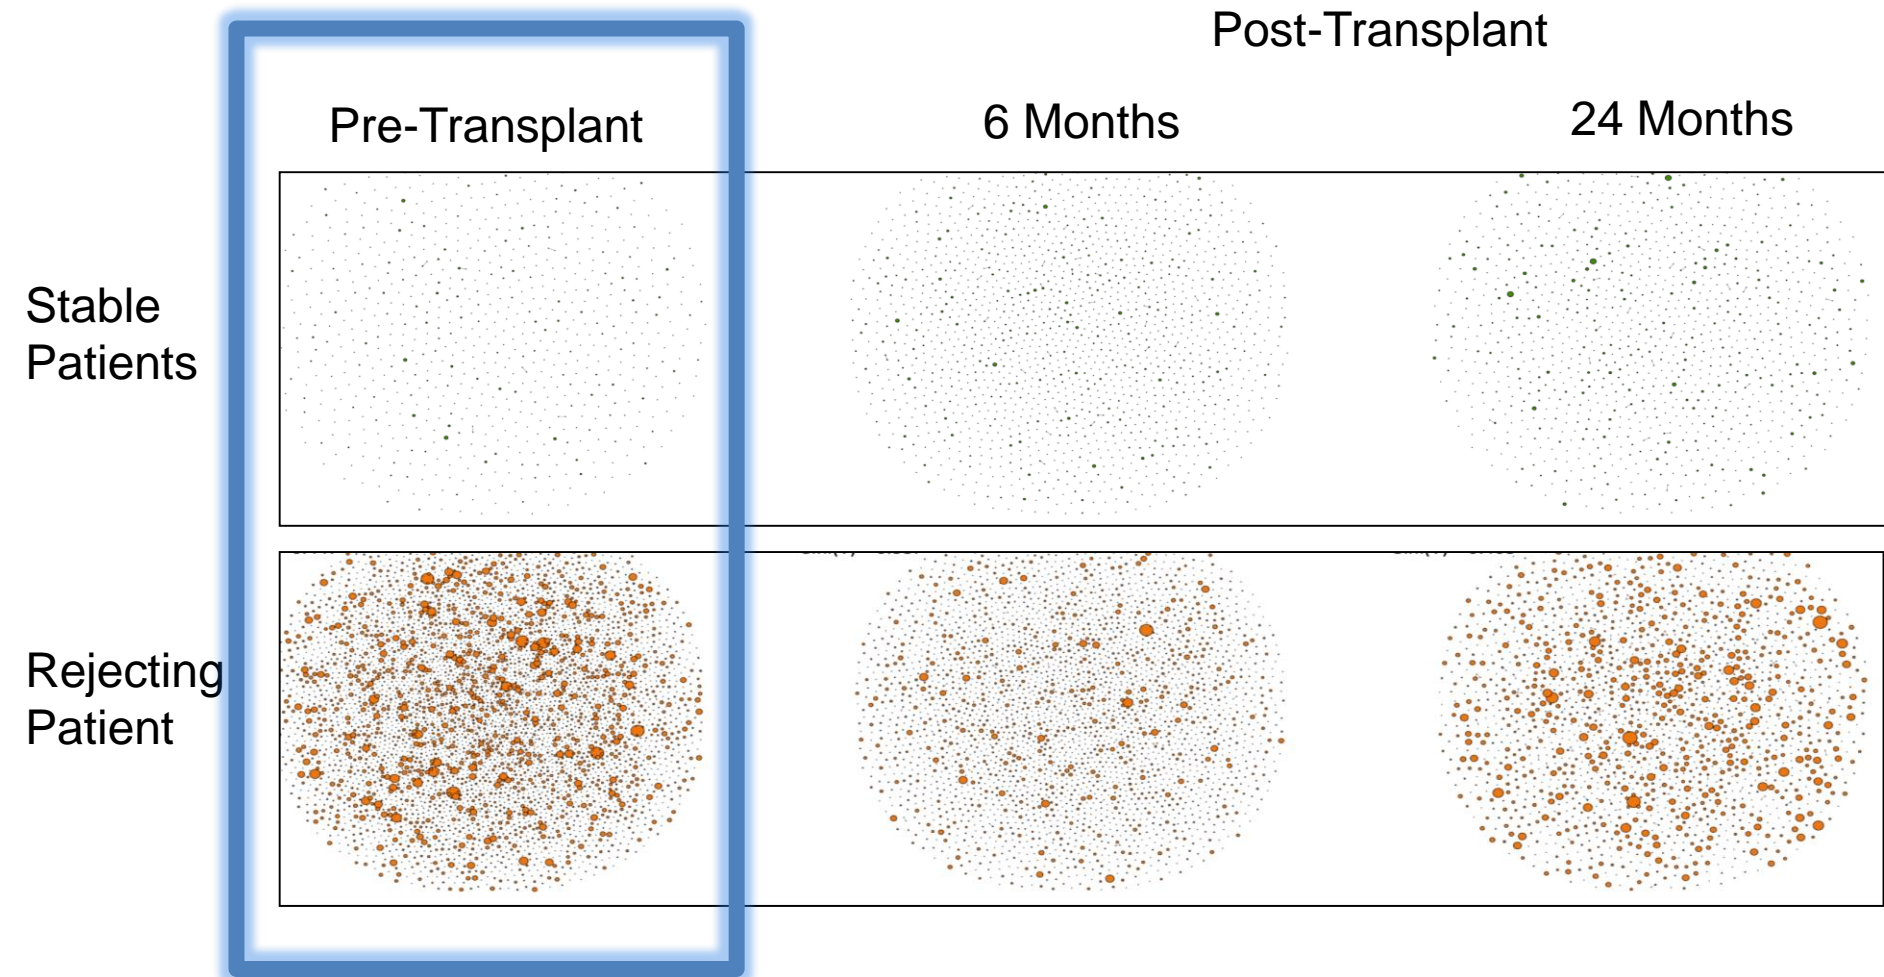 Post-Transplant
Pre-Transplant
6 Months
24 Months
Stable
Patients
Rejecting
Patient